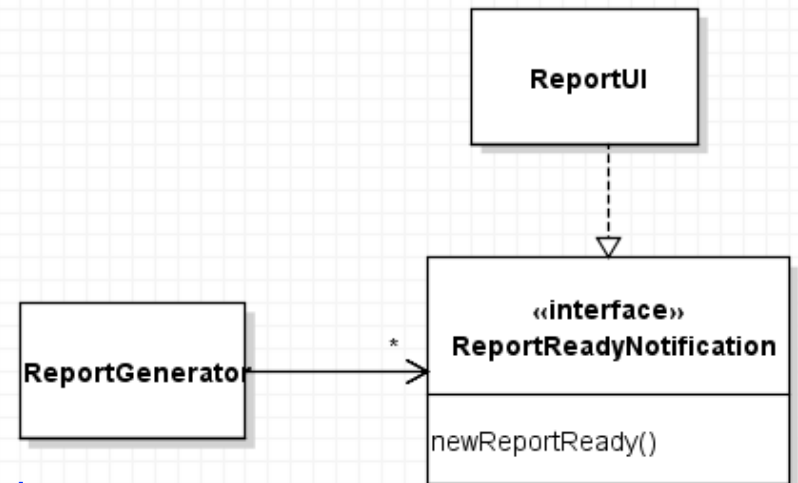 ReportUI
«interface»
ReportReadyNotification
*
ReportGenerator
newReportReady()